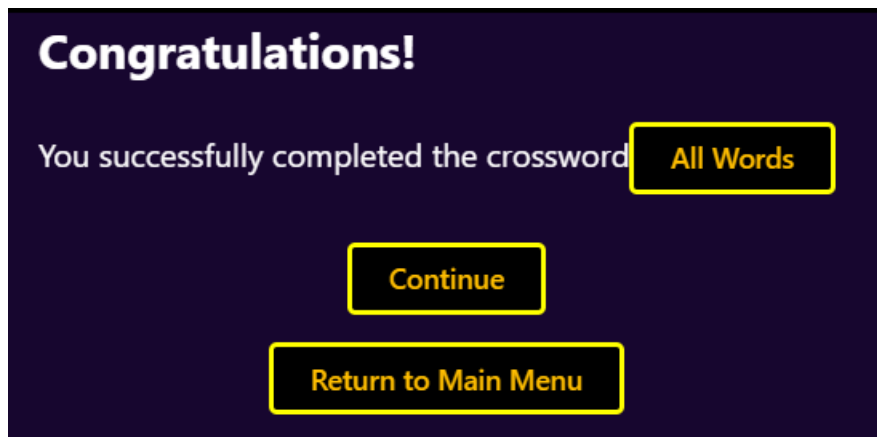 Congratulations!
You successfully completed the crossword All Words
Continue
Return to Main Menu